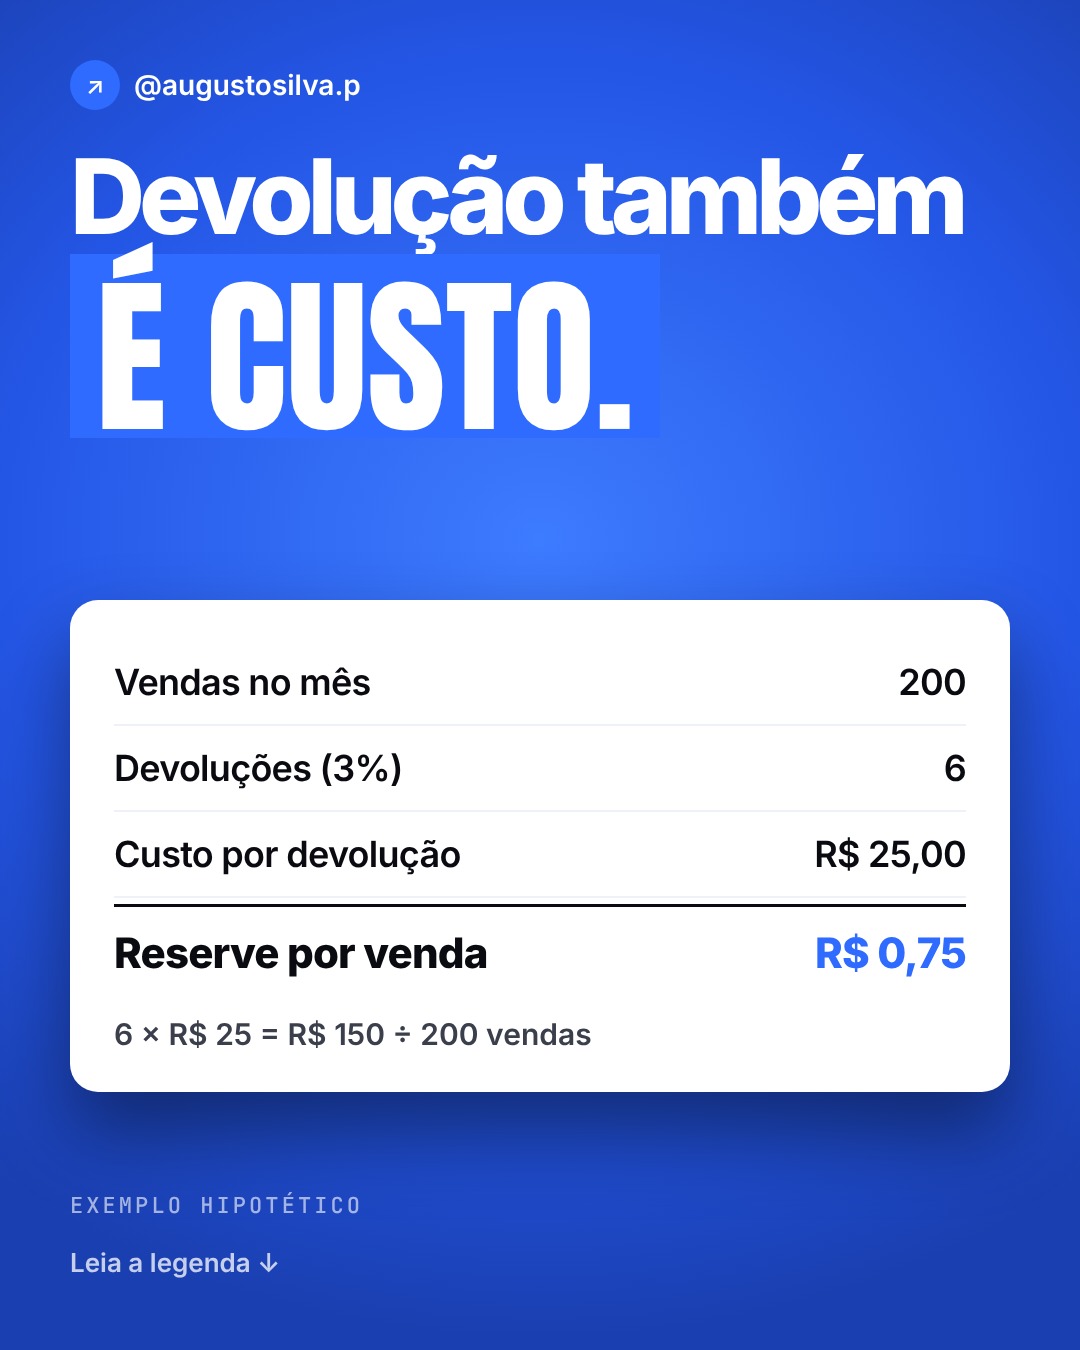 @augustosilva.p
Devolução também
É CUSTO.
Vendas no mês 200
Devoluções (3%) 6
Custo por devolução R$ 25,00
Reserve por venda R$ 0,75
6 × R$ 25 = R$ 150 ÷ 200 vendas
EXEMPLO HIPOTÉTICO
Leia a legenda ↓